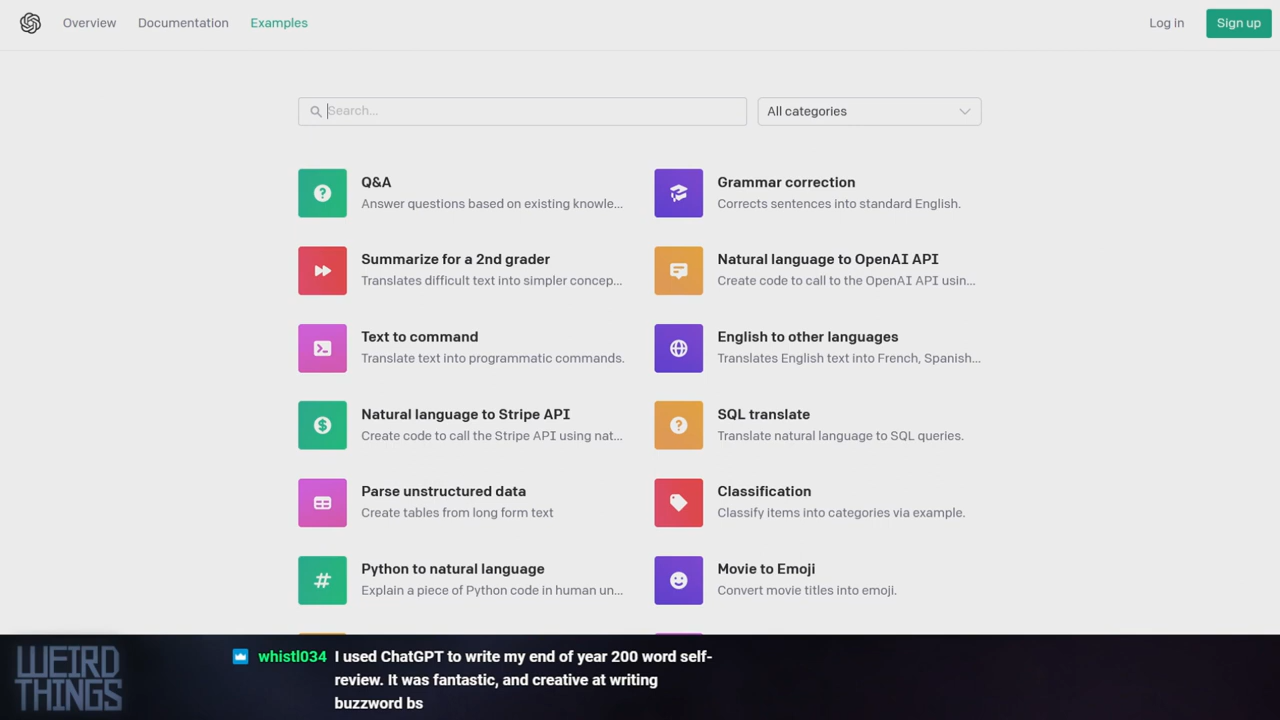 Overview Documentation Examples Log in Sign up
Search... All categories
Q&A
Answer questions based on existing knowle...
Grammar correction
Corrects sentences into standard English.
Summarize for a 2nd grader
Translates difficult text into simpler concep...
Natural language to OpenAI API
Create code to call to the OpenAI API usin...
Text to command
Translate text into programmatic commands.
English to other languages
Translates English text into French, Spanish...
Natural language to Stripe API
Create code to call the Stripe API using nat...
SQL translate
Translate natural language to SQL queries.
Parse unstructured data
Create tables from long form text
Classification
Classify items into categories via example.
Python to natural language
Explain a piece of Python code in human un...
Movie to Emoji
Convert movie titles into emoji.
WEIRD
THINGS
whistl034 I used ChatGPT to write my end of year 200 word self-
review. It was fantastic, and creative at writing
buzzword bs